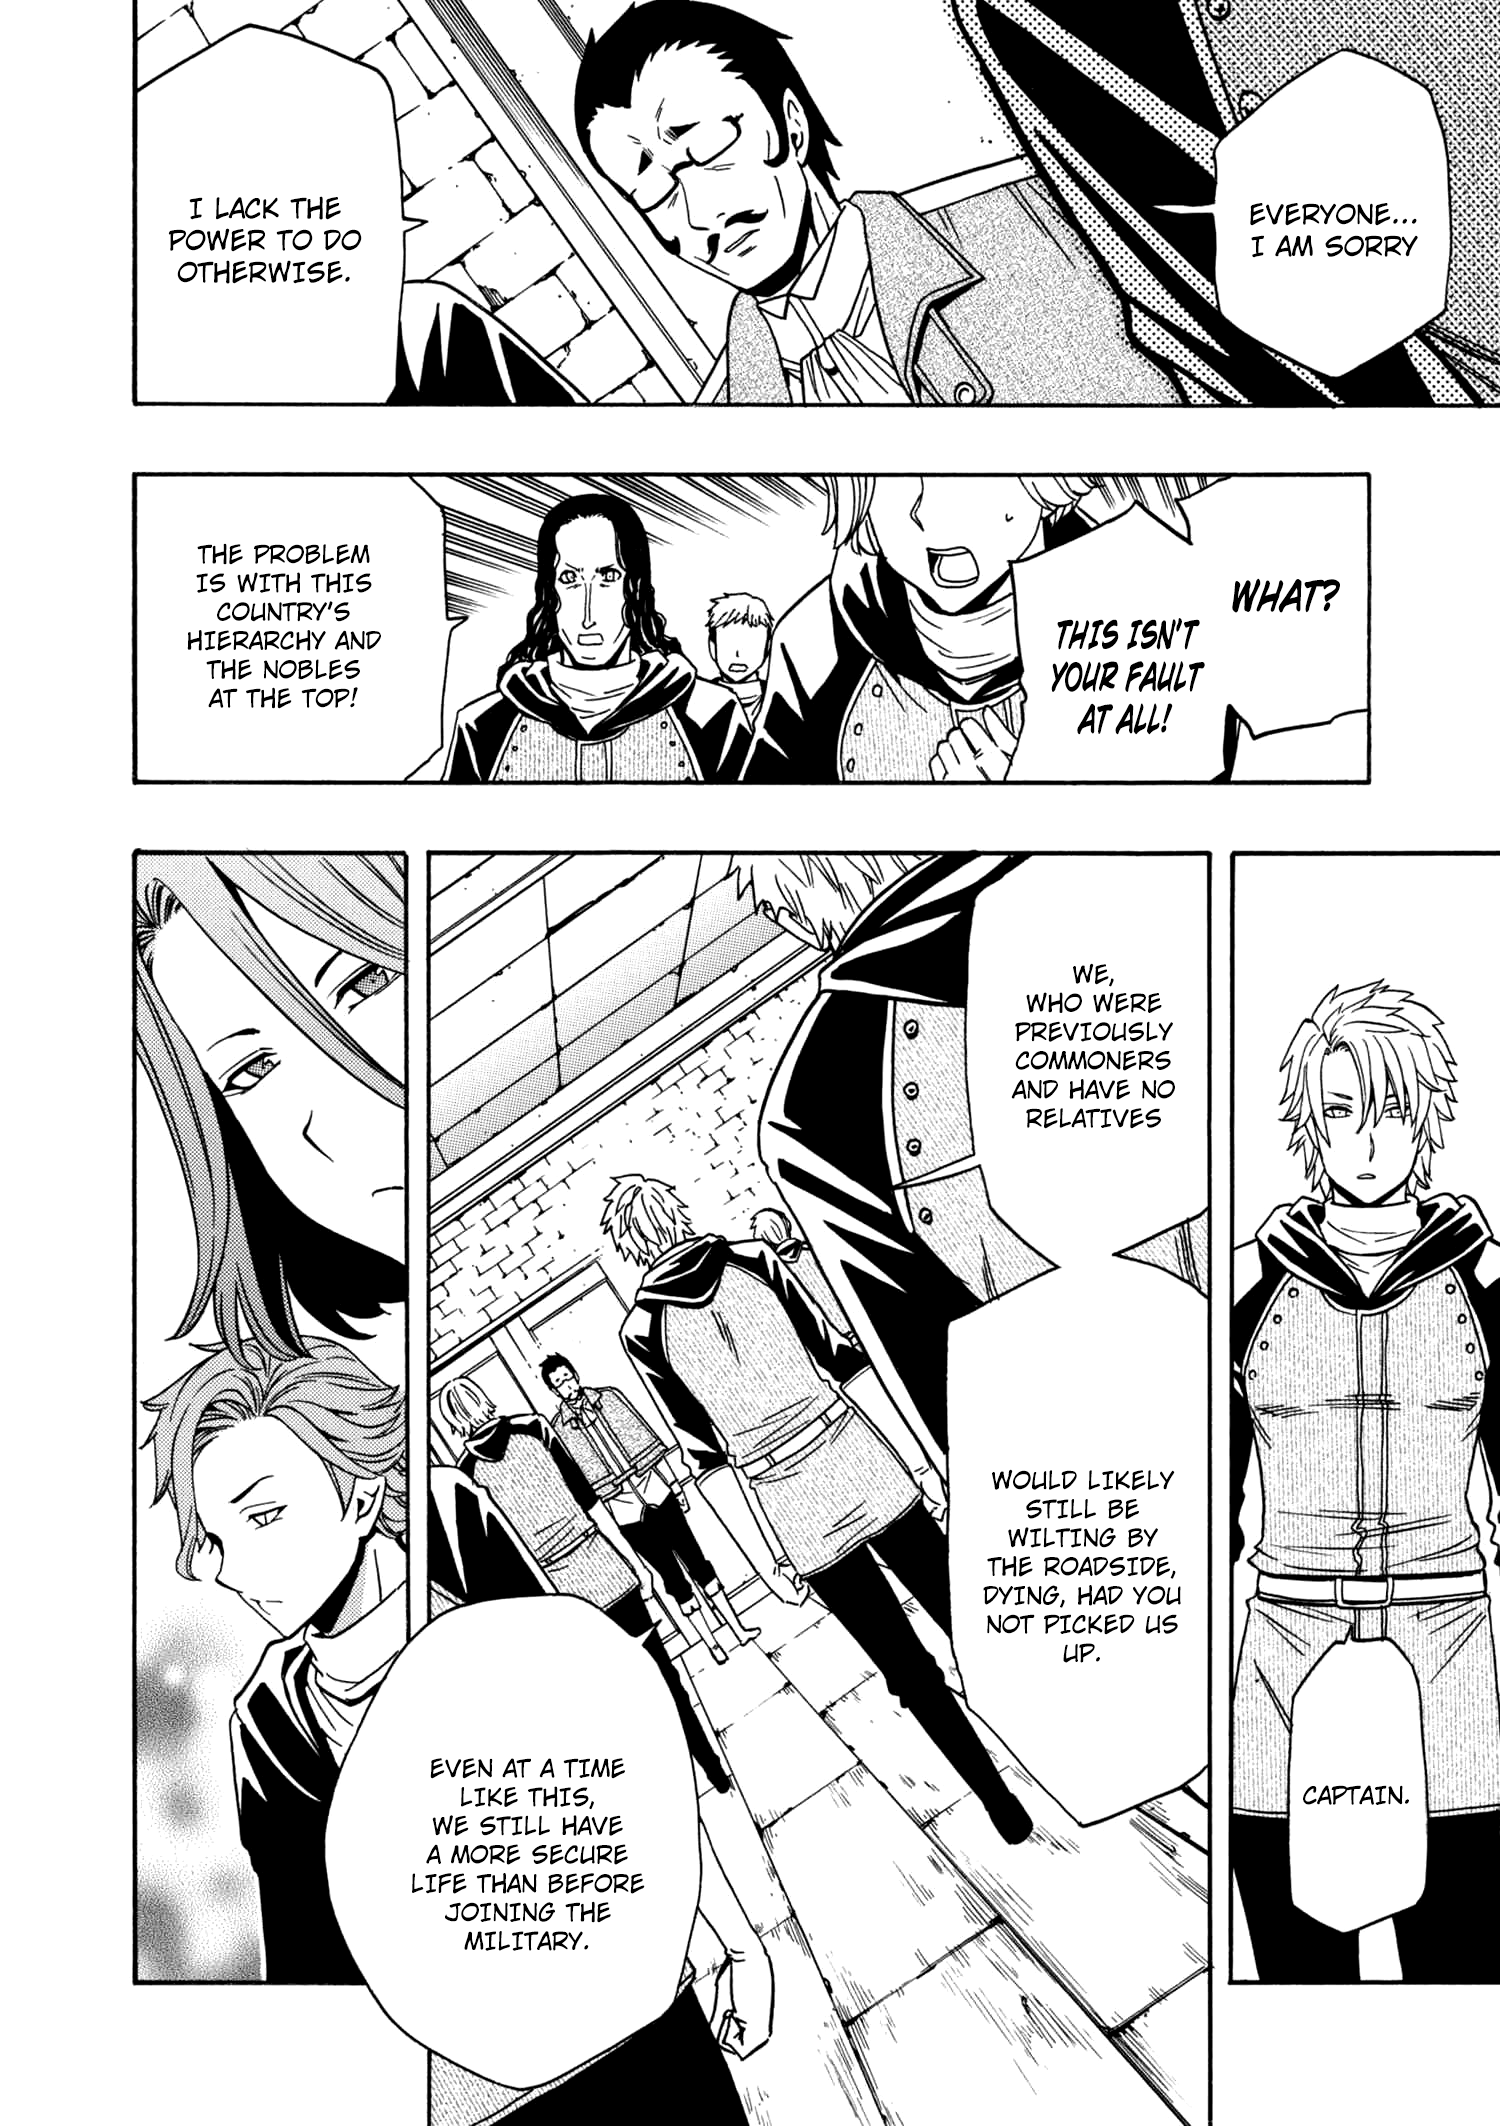 EVERYONE...
I AM SORRY
I LACK THE
POWER TO DO
OTHERWISE.
WHAT?
THIS ISN'T
YOUR FAULT
AT ALL!
THE PROBLEM
IS WITH THIS
COUNTRY'S
HIERARCHY AND
THE NOBLES
AT THE TOP!
CAPTAIN.
WE,
WHO WERE
PREVIOUSLY
COMMONERS
AND HAVE NO
RELATIVES
WOULD LIKELY
STILL BE
WILTING BY
THE ROADSIDE,
DYING, HAD YOU
NOT PICKED US
UP.
EVEN AT A TIME
LIKE THIS,
WE STILL HAVE
A MORE SECURE
LIFE THAN BEFORE
JOINING THE
MILITARY.